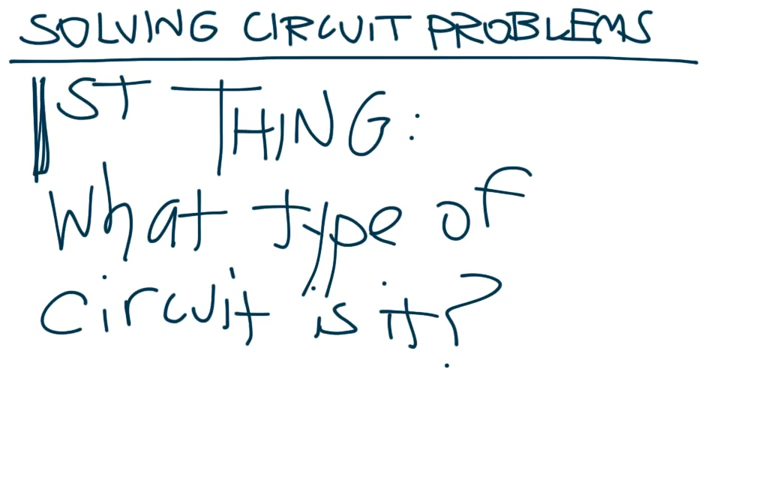 SOLVING CIRCUIT PROBLEMS
1ST THING:
What type of
circuit is it?